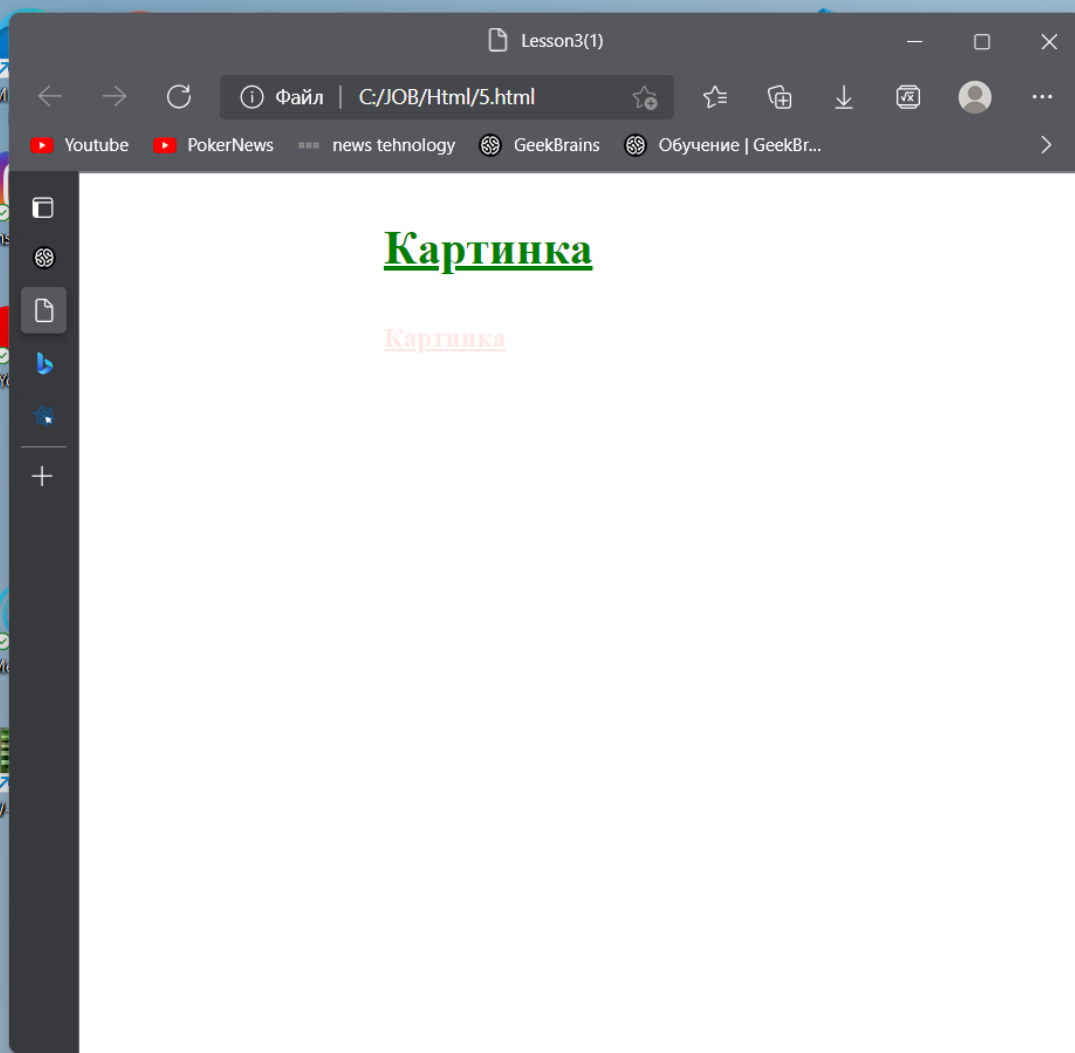 Lesson3(1)
Файл | C:/JOB/Html/5.html
Youtube PokerNews news tehnology GeekBrains Обучение | GeekBr...
Картинка
Картинка